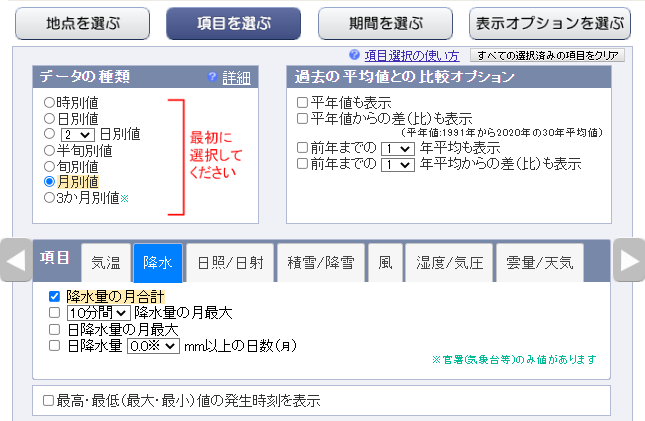 地点を選ぶ
項目を選ぶ
期間を選ぶ
表示オプションを選ぶ
項目選択の使い方
すべての選択済みの項目をクリア
データの種類
詳細
時別値
日別値
2 日別値
半旬別値
旬別値
月別値
3か月別値※
最初に
選択して
ください
過去の平均値との比較オプション
平年値も表示
平年値からの差(比)も表示
(平年値:1991年から2020年の30年平均値)
前年までの 1 年平均も表示
前年までの 1 年平均からの差(比)も表示
項目
気温
降水
日照/日射
積雪/降雪
風
湿度/気圧
雲量/天気
降水量の月合計
10分間 降水量の月最大
日降水量の月最大
日降水量 0.0※ mm以上の日数(月)
※官署(気象台等)のみ値があります
最高・最低(最大・最小)値の発生時刻を表示